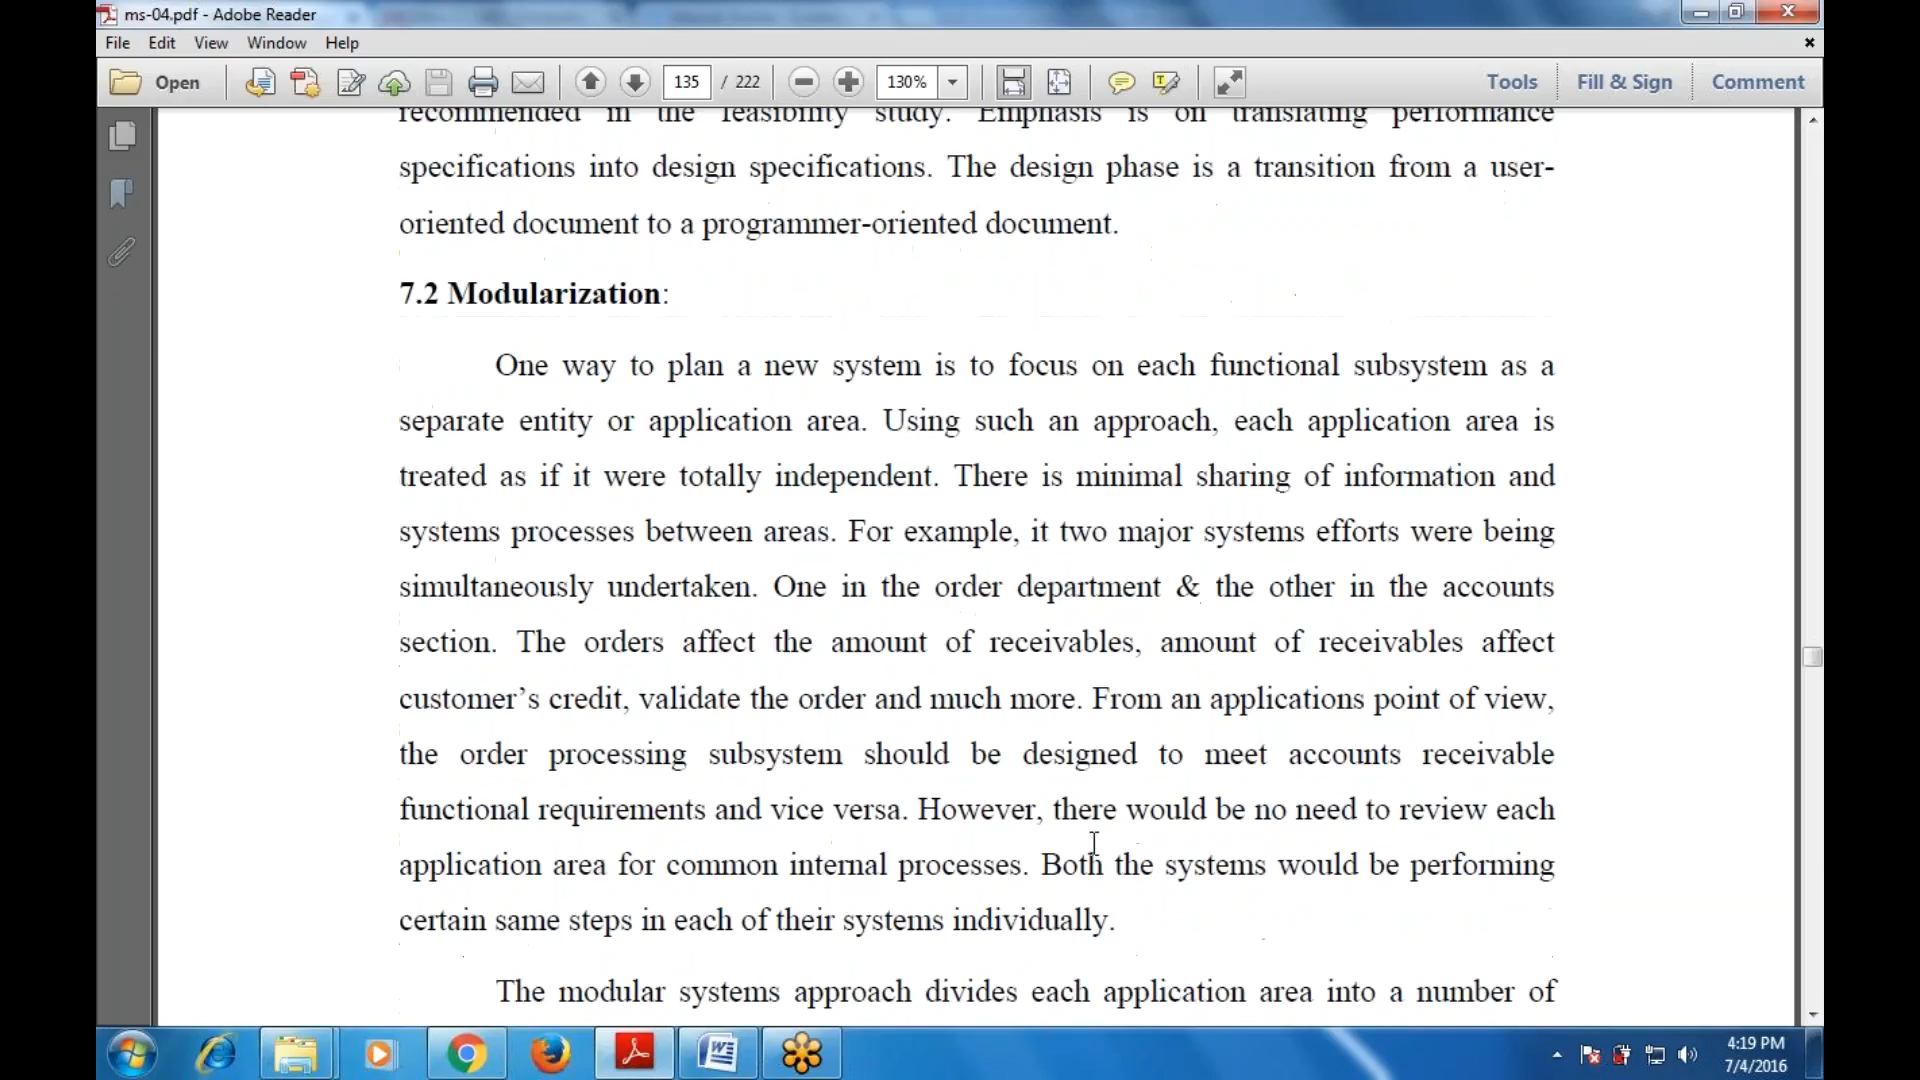 ms-04.pdf - Adobe Reader
File Edit View Window Help
Open 135 / 222 130% Tools Fill & Sign Comment
recommended in the feasibility study. Emphasis is on translating performance
specifications into design specifications. The design phase is a transition from a user-
oriented document to a programmer-oriented document.
7.2 Modularization:
One way to plan a new system is to focus on each functional subsystem as a
separate entity or application area. Using such an approach, each application area is
treated as if it were totally independent. There is minimal sharing of information and
systems processes between areas. For example, it two major systems efforts were being
simultaneously undertaken. One in the order department & the other in the accounts
section. The orders affect the amount of receivables, amount of receivables affect
customer’s credit, validate the order and much more. From an applications point of view,
the order processing subsystem should be designed to meet accounts receivable
functional requirements and vice versa. However, there would be no need to review each
application area for common internal processes. Both the systems would be performing
certain same steps in each of their systems individually.
The modular systems approach divides each application area into a number of
4:19 PM
7/4/2016